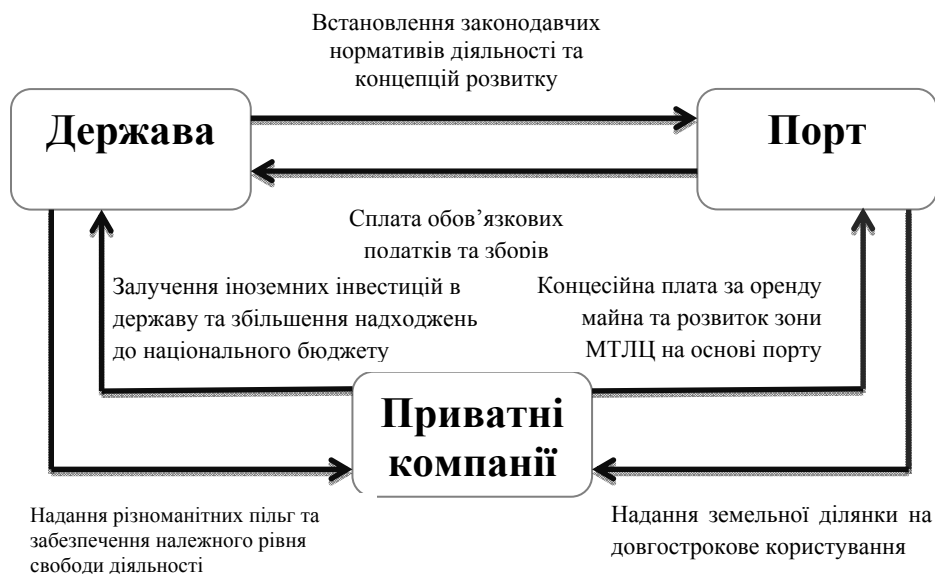 Встановлення законодавчих
нормативів діяльності та
концепцій розвитку
Держава
Порт
Сплата обов’язкових
податків та зборів
Залучення іноземних інвестицій в
державу та збільшення надходжень
до національного бюджету
Концесійна плата за оренду
майна та розвиток зони
МТЛЦ на основі порту
Приватні
компанії
Надання різноманітних пільг та
забезпечення належного рівня
свободи діяльності
Надання земельної ділянки на
довгострокове користування